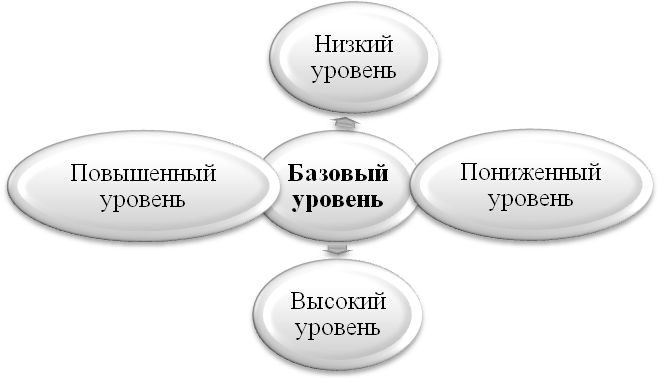 Низкий
уровень
Повышенный
уровень
Базовый
уровень
Пониженный
уровень
Высокий
уровень